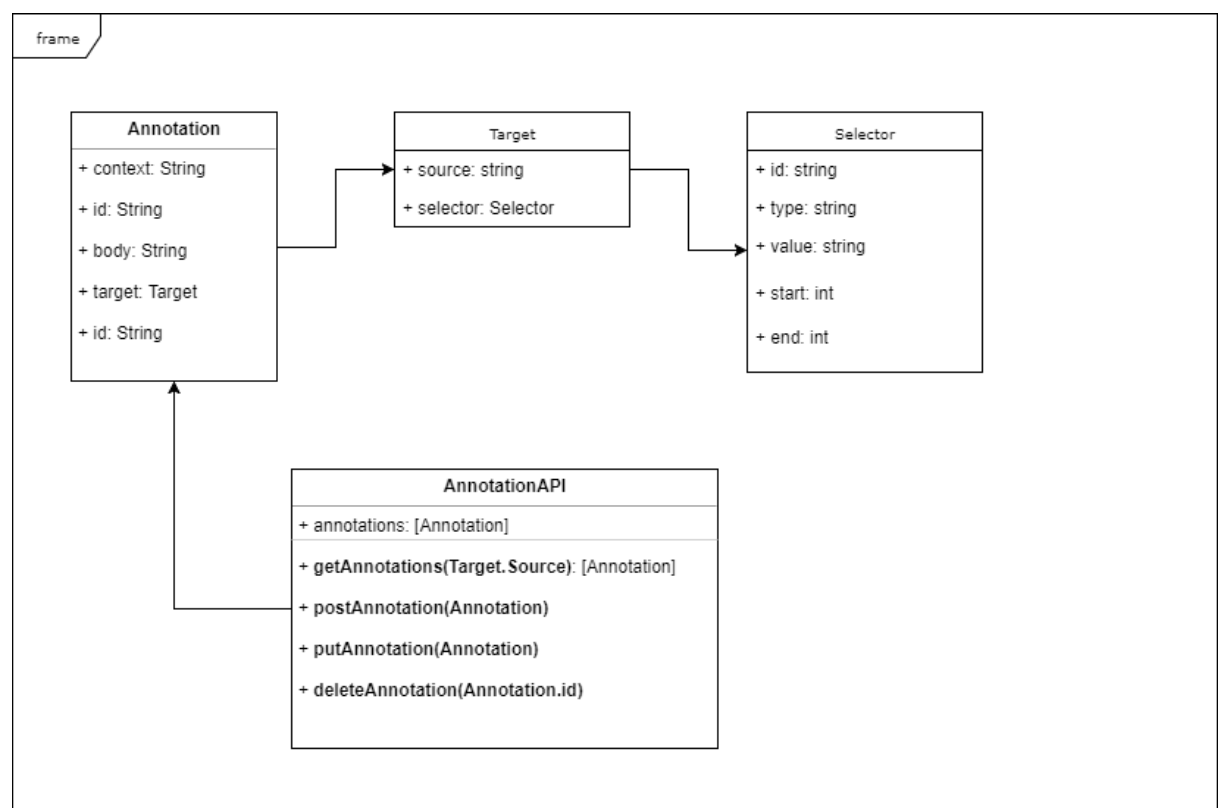 frame
Annotation
+ context: String
+ id: String
+ body: String
+ target: Target
+ id: String
Target
+ source: string
+ selector: Selector
Selector
+ id: string
+ type: string
+ value: string
+ start: int
+ end: int
AnnotationAPI
+ annotations: [Annotation]
+ getAnnotations(Target.Source): [Annotation]
+ postAnnotation(Annotation)
+ putAnnotation(Annotation)
+ deleteAnnotation(Annotation.id)